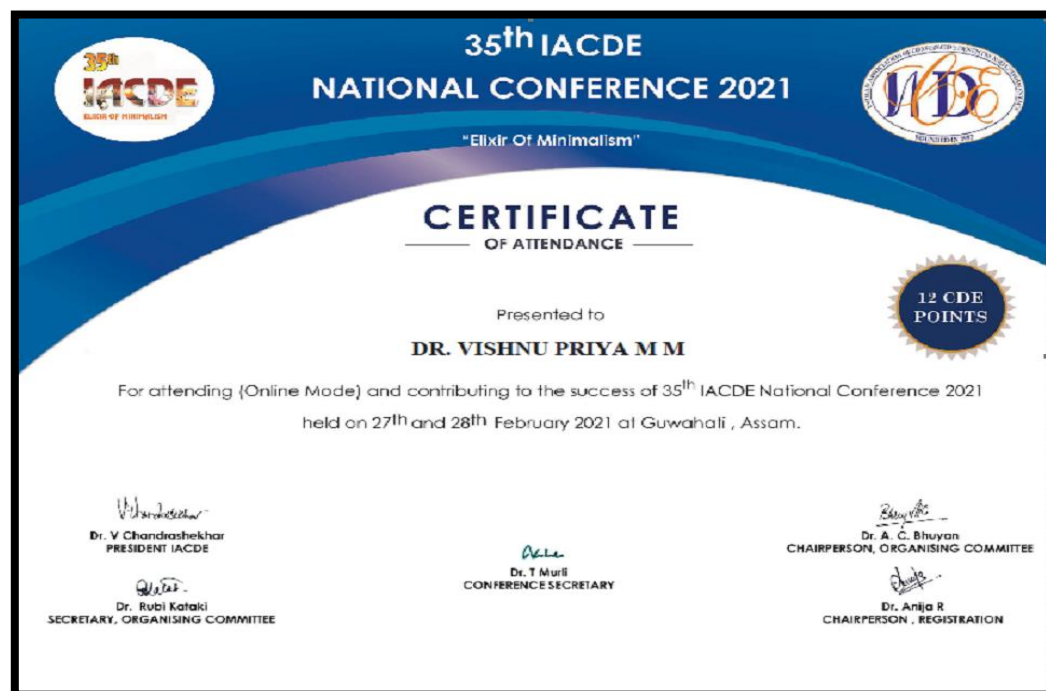 35th
IACDE
ELIXIR OF MINIMALISM
35th IACDE
NATIONAL CONFERENCE 2021
"Elixir Of Minimalism"
CERTIFICATE
OF ATTENDANCE
12 CDE
POINTS
Presented to
DR. VISHNU PRIYA M M
For attending (Online Mode) and contributing to the success of 35th IACDE National Conference 2021
held on 27th and 28th February 2021 at Guwahali , Assam.
Dr. V Chandrashekhar
PRESIDENT IACDE
Dr. A. C. Bhuyan
CHAIRPERSON, ORGANISING COMMITTEE
Dr. T Murli
CONFERENCE SECRETARY
Dr. Rubi Kataki
SECRETARY, ORGANISING COMMITTEE
Dr. Anija R
CHAIRPERSON , REGISTRATION